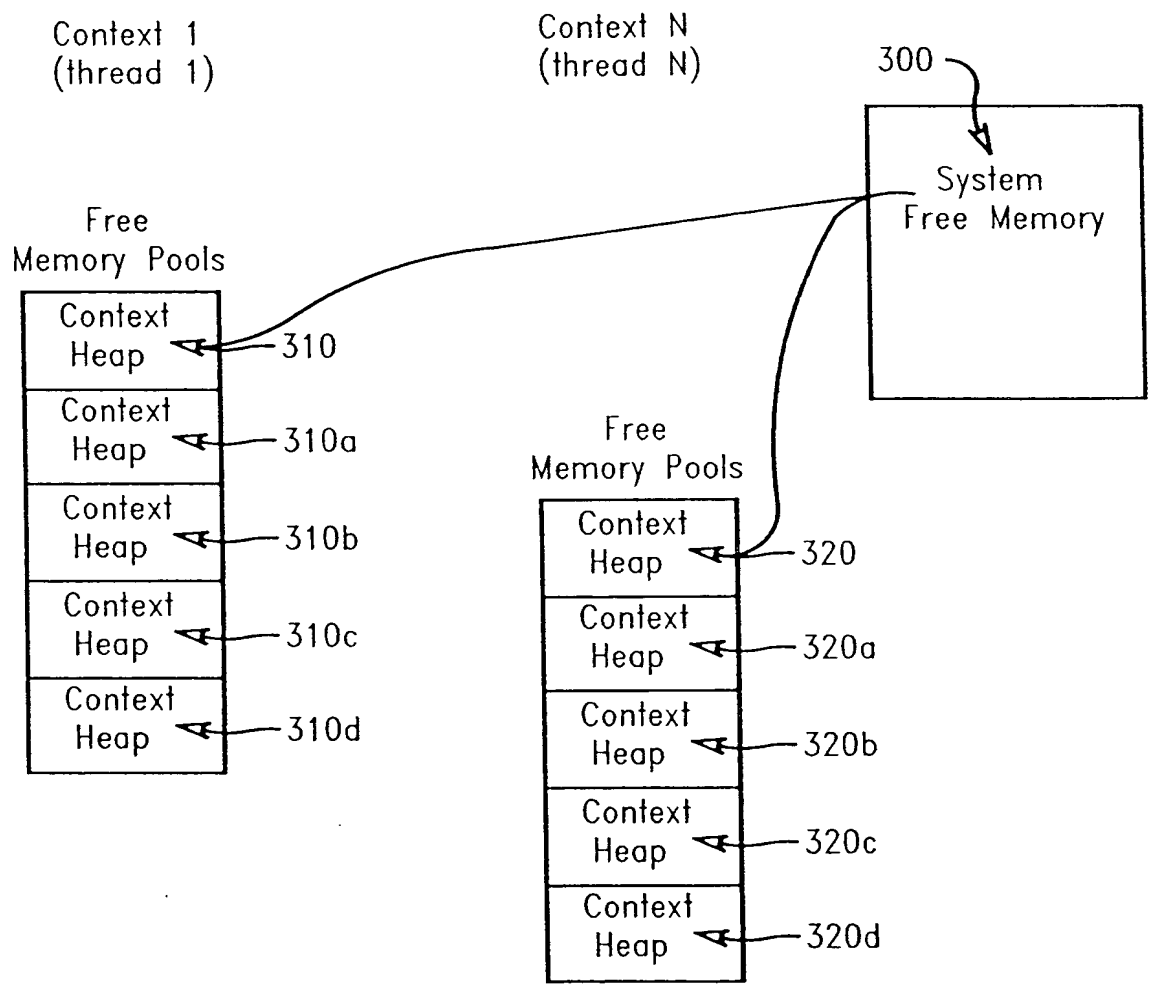 Context 1
(thread 1)
Context N
(thread N)
300
System
Free Memory
Free
Memory Pools
Context
Heap
310
Context
Heap
310a
Context
Heap
310b
Context
Heap
310c
Context
Heap
310d
Free
Memory Pools
Context
Heap
320
Context
Heap
320a
Context
Heap
320b
Context
Heap
320c
Context
Heap
320d